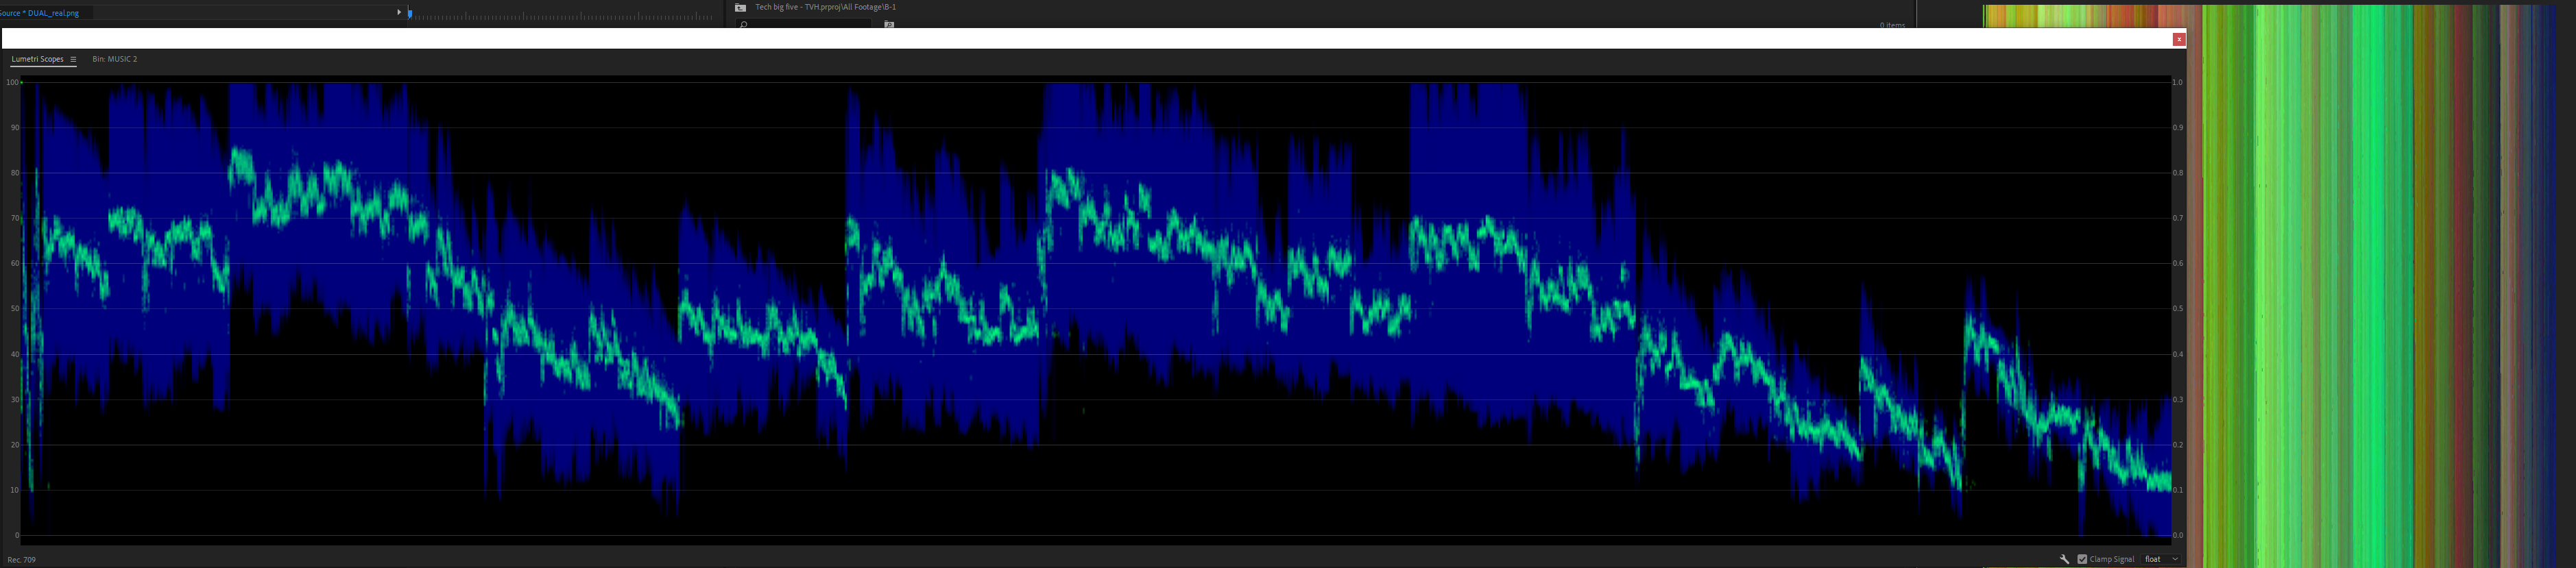 Source * DUAL_real.png
Tech big five - TVH.prproj\All Footage\B-1
0 items
Lumetri Scopes
Bin: MUSIC 2
100
90
80
70
60
50
40
30
20
10
0
1.0
0.9
0.8
0.7
0.6
0.5
0.4
0.3
0.2
0.1
0.0
Rec. 709
Clamp Signal
float